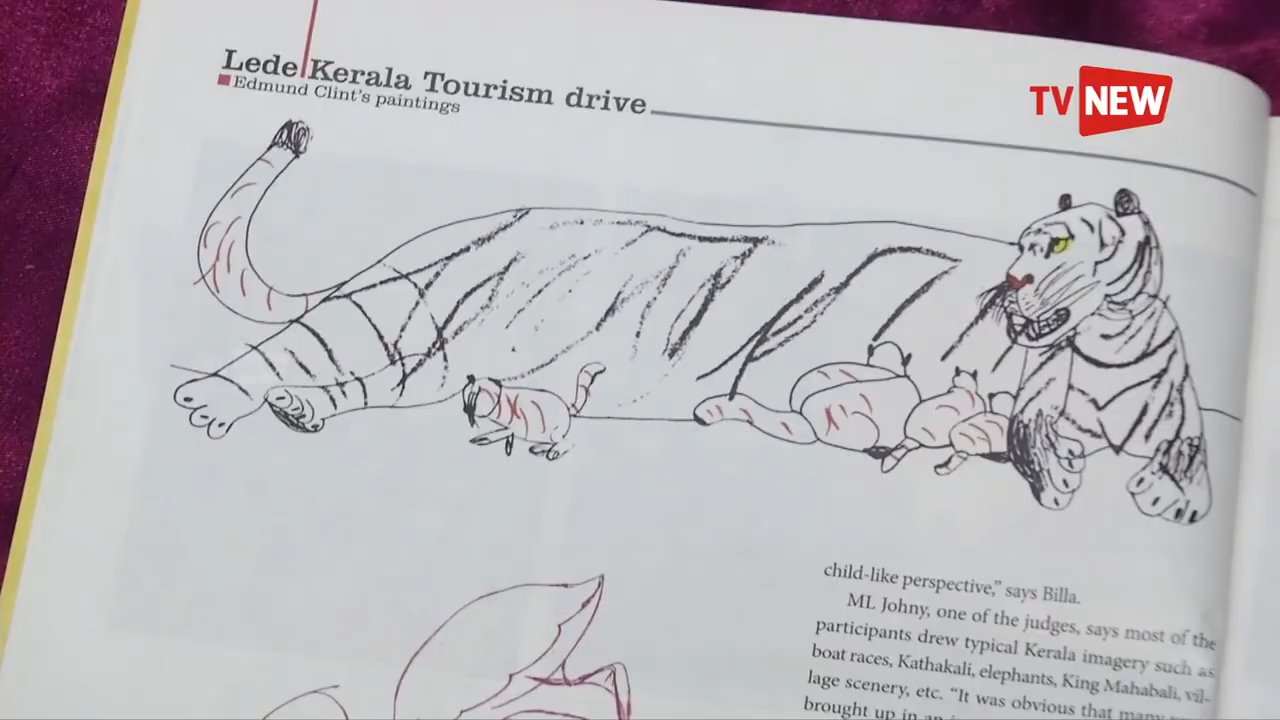 Lede Kerala Tourism drive
Edmund Clint's paintings
TV NEW
child-like perspective," says Billa.
ML Johny, one of the judges, says most of the
participants drew typical Kerala imagery such as
boat races, Kathakali, elephants, King Mahabali, vil-
lage scenery, etc. "It was obvious that many
brought up in an